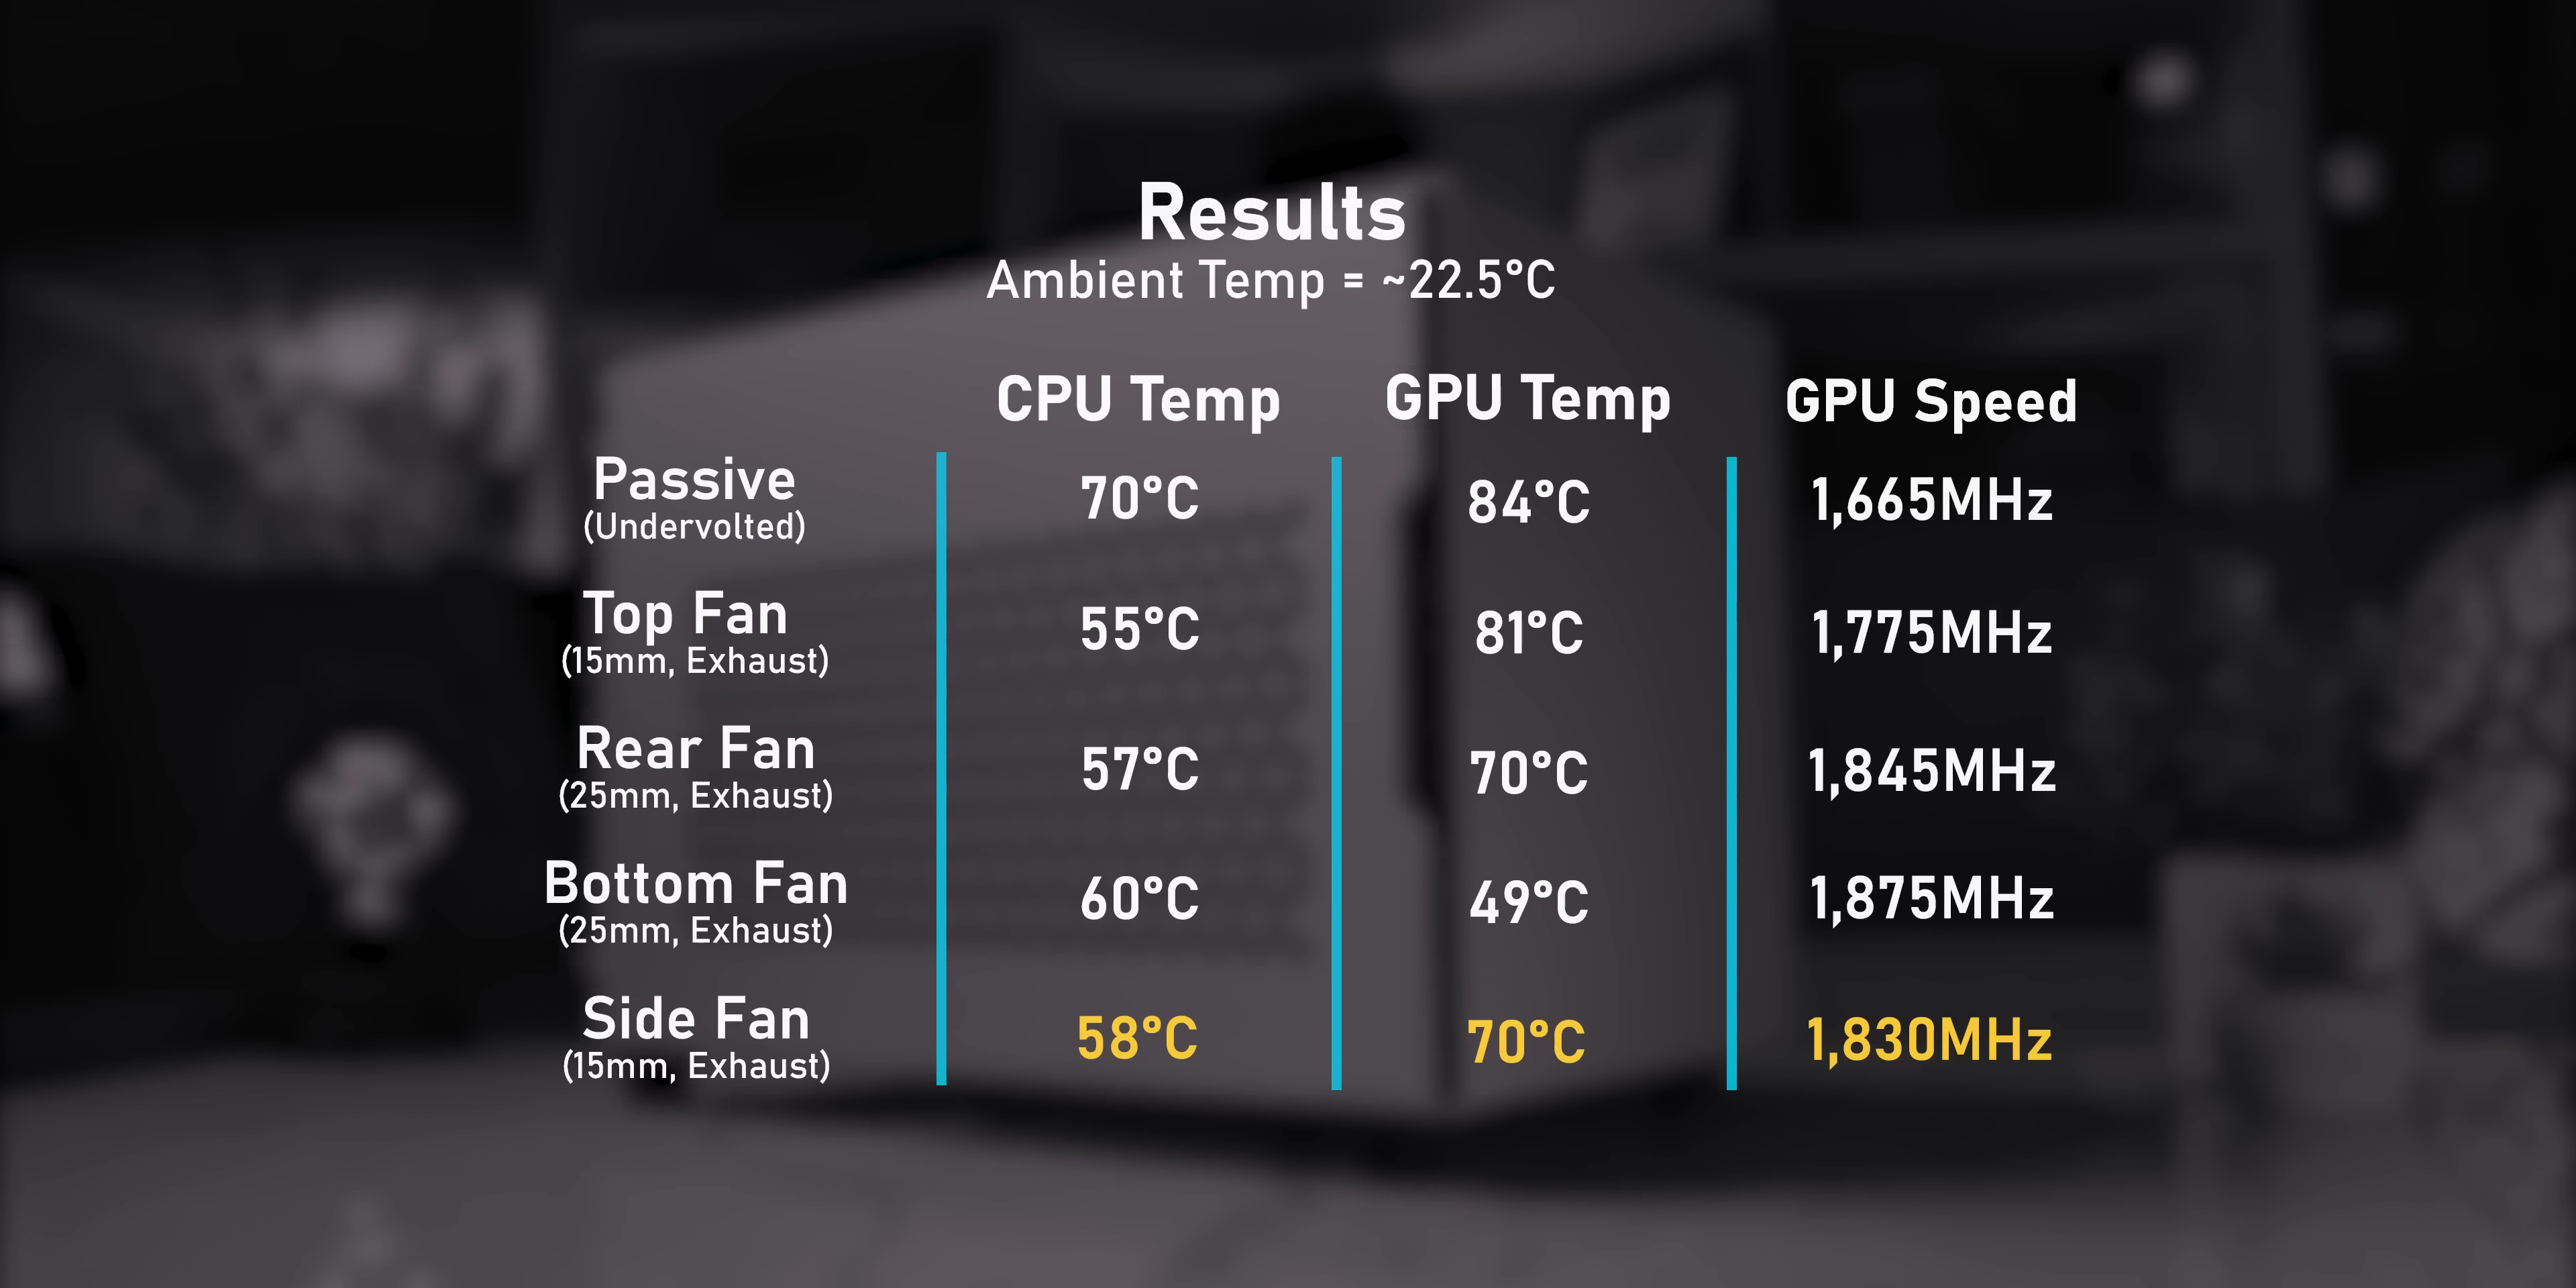 Results
Ambient Temp = ~22.5°C
CPU Temp GPU Temp GPU Speed
Passive 70°C 84°C 1,665MHz
(Undervolted)
Top Fan 55°C 81°C 1,775MHz
(15mm, Exhaust)
Rear Fan 57°C 70°C 1,845MHz
(25mm, Exhaust)
Bottom Fan 60°C 49°C 1,875MHz
(25mm, Exhaust)
Side Fan 58°C 70°C 1,830MHz
(15mm, Exhaust)